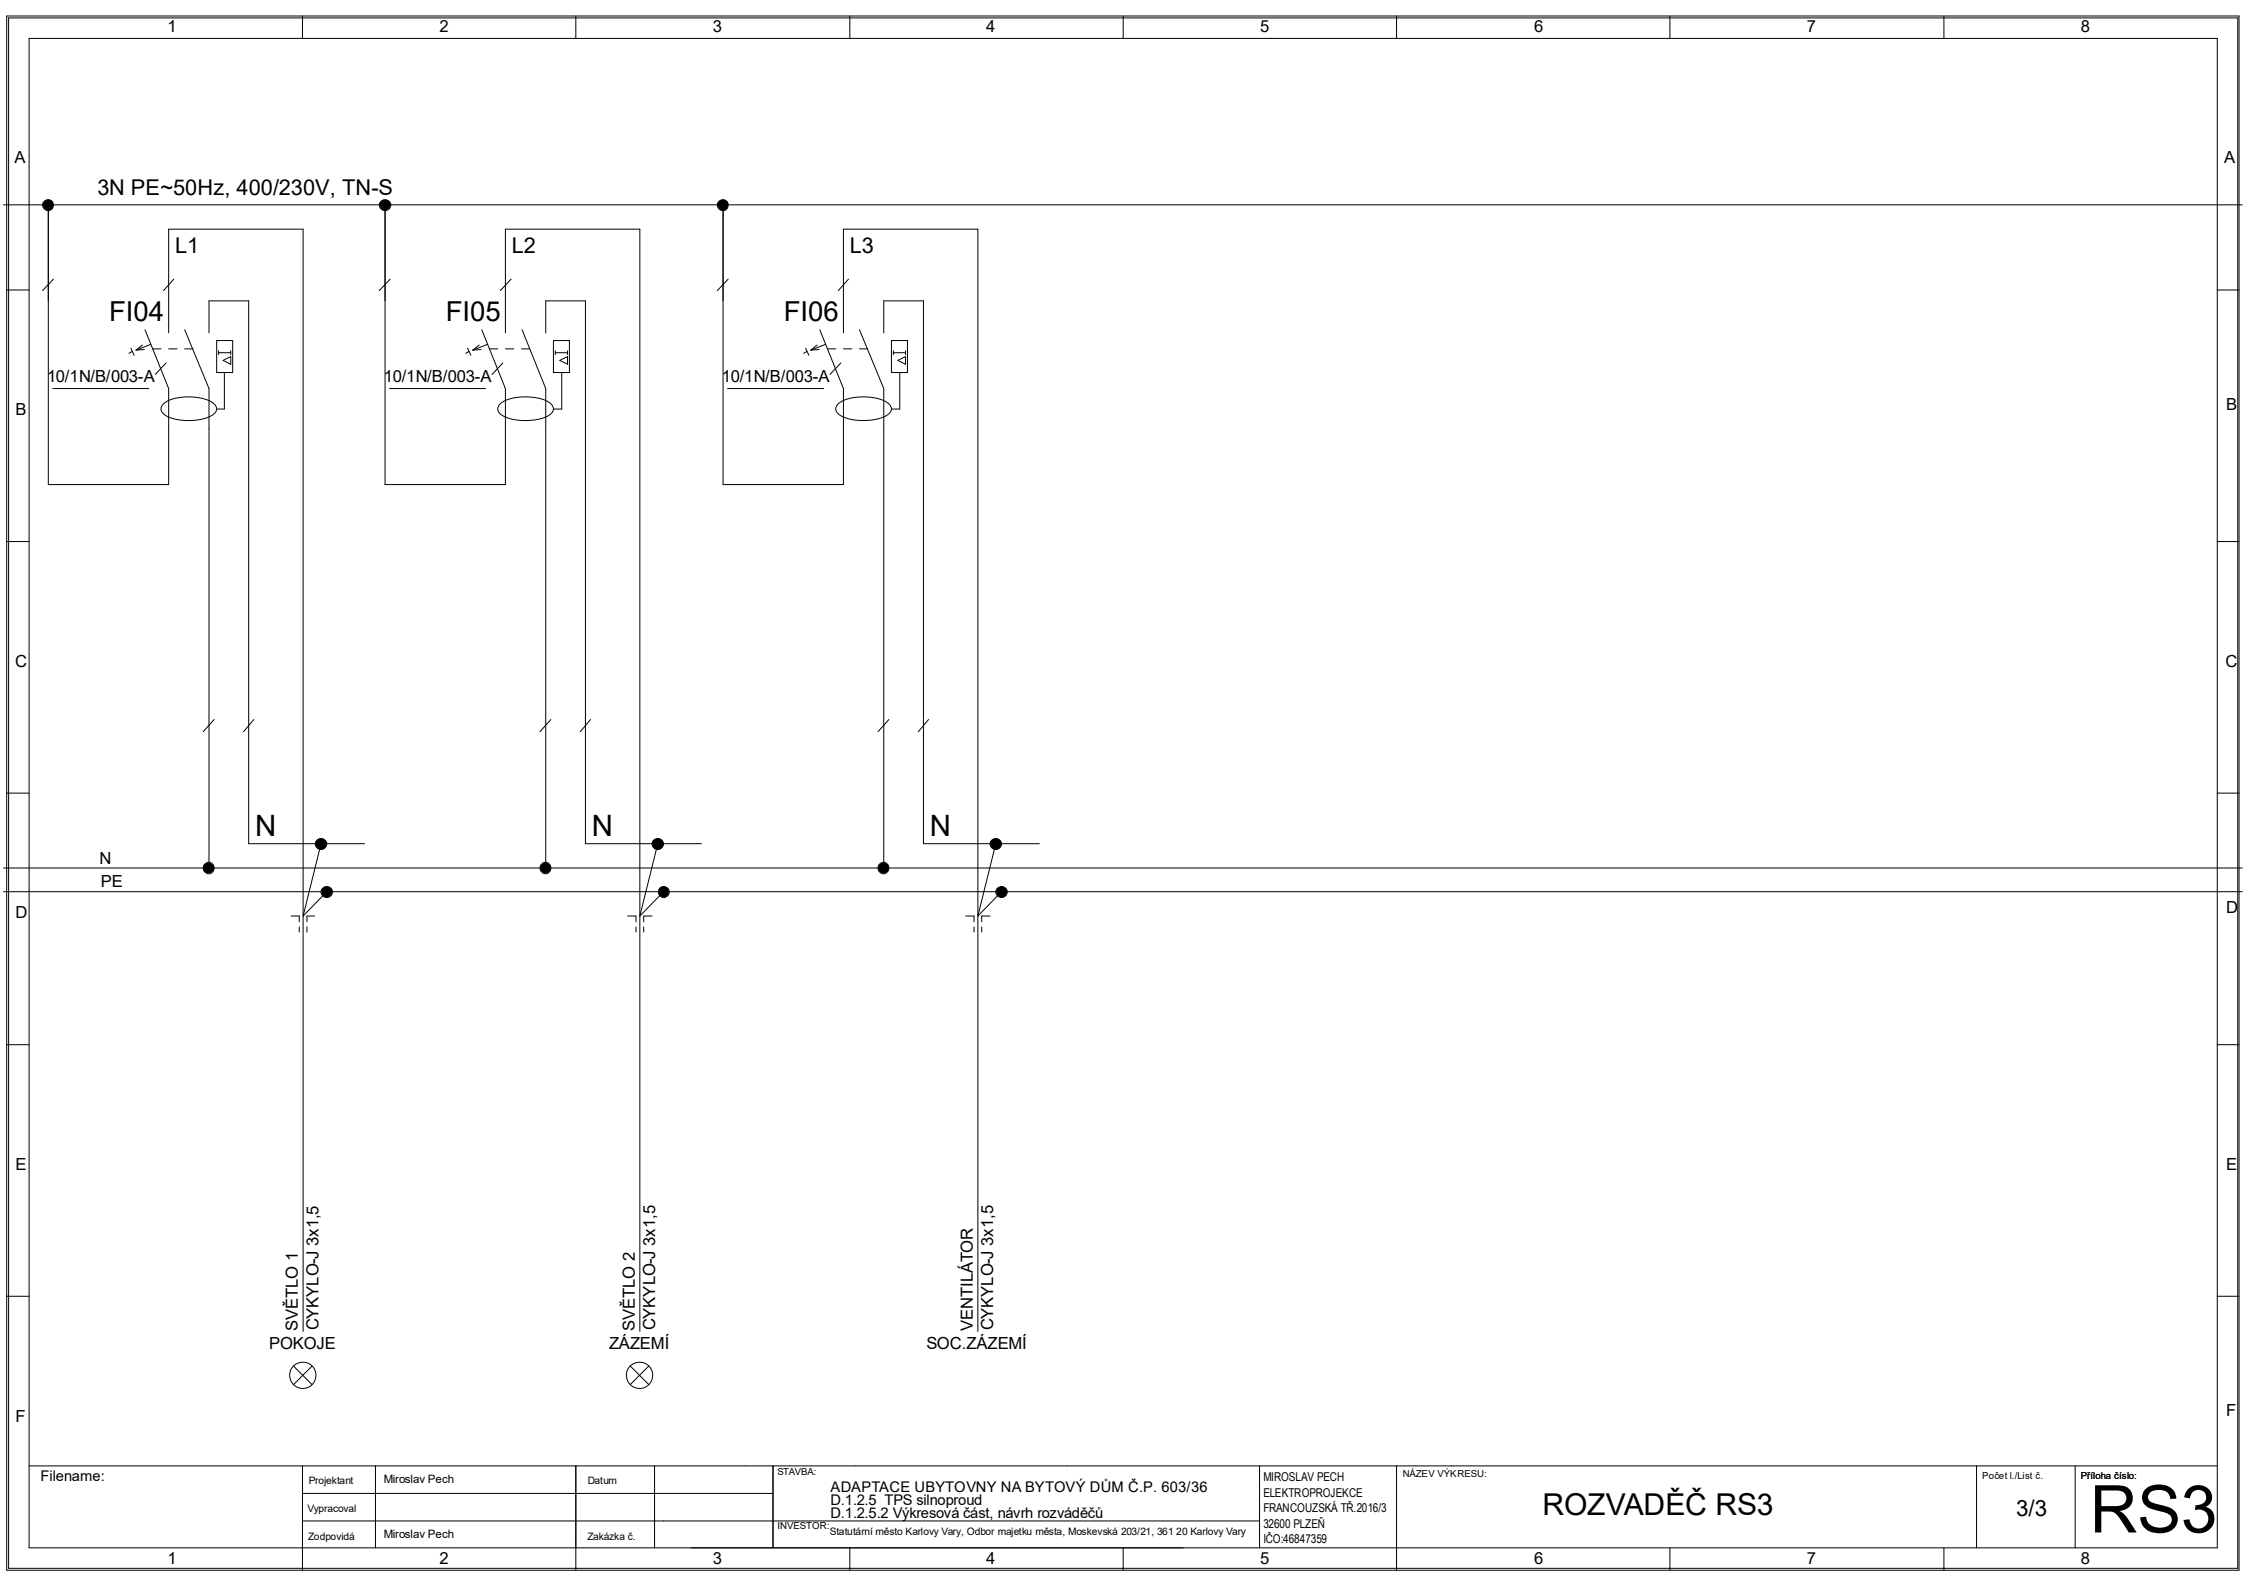 1 2 3 4 5 6 7 8
A A
3N PE~50Hz, 400/230V, TN-S
L1 L2 L3
FI04 FI05 FI06
ΔI ΔI ΔI
10/1N/B/003-A 10/1N/B/003-A 10/1N/B/003-A
B B
C C
N N N
N
PE
D D
E E
SVĚTLO 1
CYKYLO-J 3x1,5
POKOJE
SVĚTLO 2
CYKYLO-J 3x1,5
ZÁZEMÍ
VENTILÁTOR
CYKYLO-J 3x1,5
SOC.ZÁZEMÍ
F F
Filename:
Projektant Miroslav Pech Datum
Vypracoval
Zodpovídá Miroslav Pech Zakázka č.
STAVBA:
ADAPTACE UBYTOVNY NA BYTOVÝ DŮM Č.P. 603/36
D.1.2.5 TPS silnoproud
D.1.2.5.2 Výkresová část, návrh rozváděčů
INVESTOR: Statutární město Karlovy Vary, Odbor majetku města, Moskevská 203/21, 361 20 Karlovy Vary
MIROSLAV PECH
ELEKTROPROJEKCE
FRANCOUZSKÁ TŘ.2016/3
32600 PLZEŇ
IČO:46847359
NÁZEV VÝKRESU:
ROZVADĚČ RS3
Počet l./List č.
3/3
Příloha číslo:
RS3
1 2 3 4 5 6 7 8